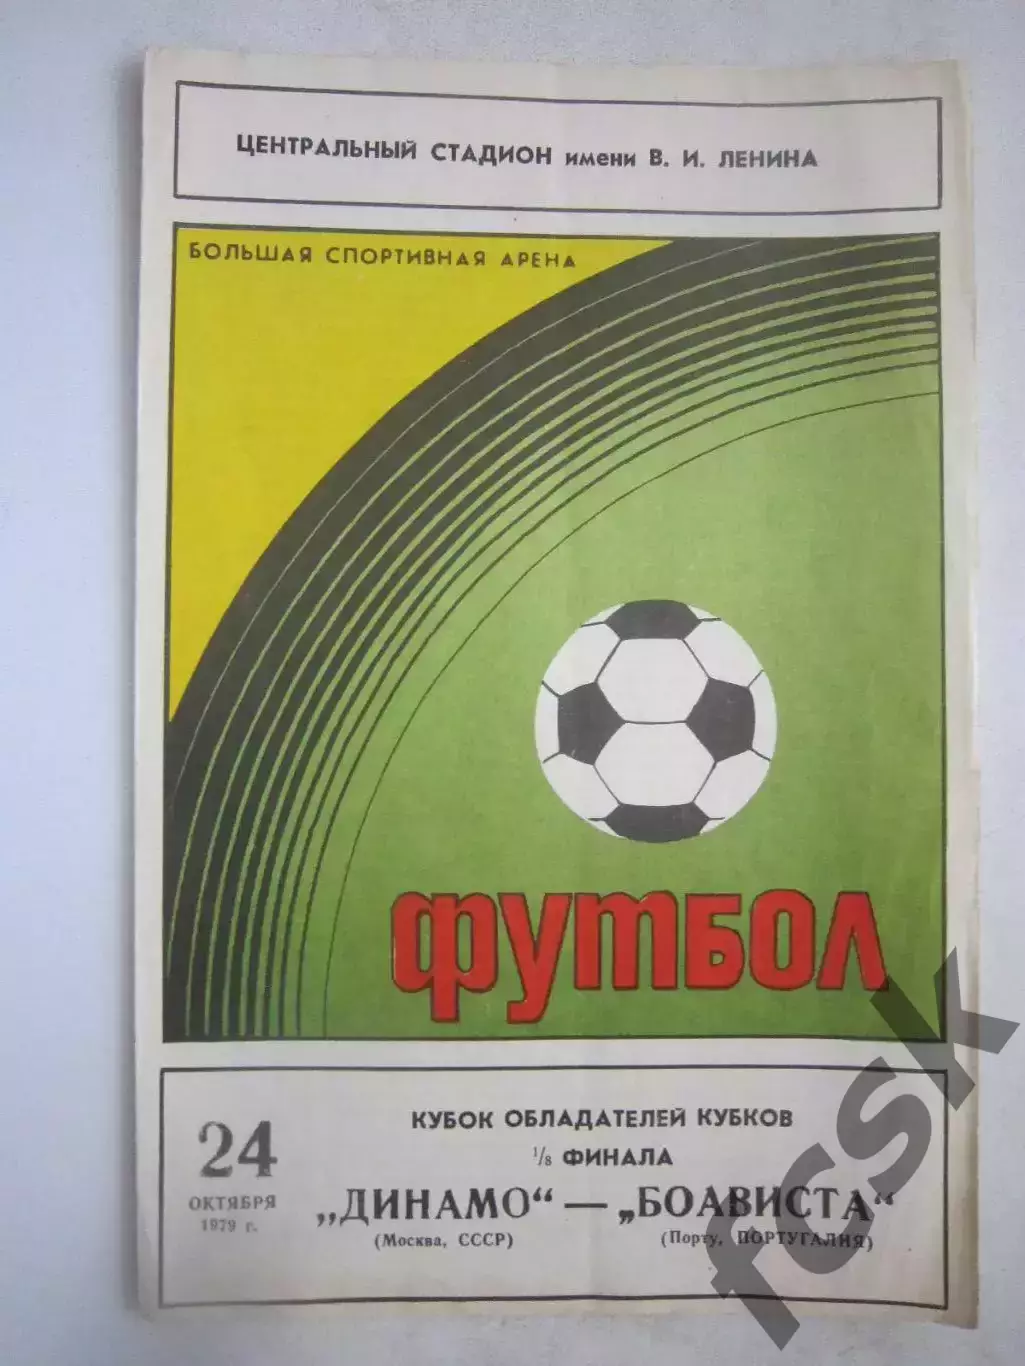 ЦЕНТРАЛЬНЫЙ СТАДИОН имени В. И. ЛЕНИНА
БОЛЬШАЯ СПОРТИВНАЯ АРЕНА
ФУТБОЛ
24
ОКТЯБРЯ
1979 г.
КУБОК ОБЛАДАТЕЛЕЙ КУБКОВ
1/8 ФИНАЛА
„ДИНАМО“ — „БОАВИСТА“
(Москва, СССР) (Порту, ПОРТУГАЛИЯ)
fcsk